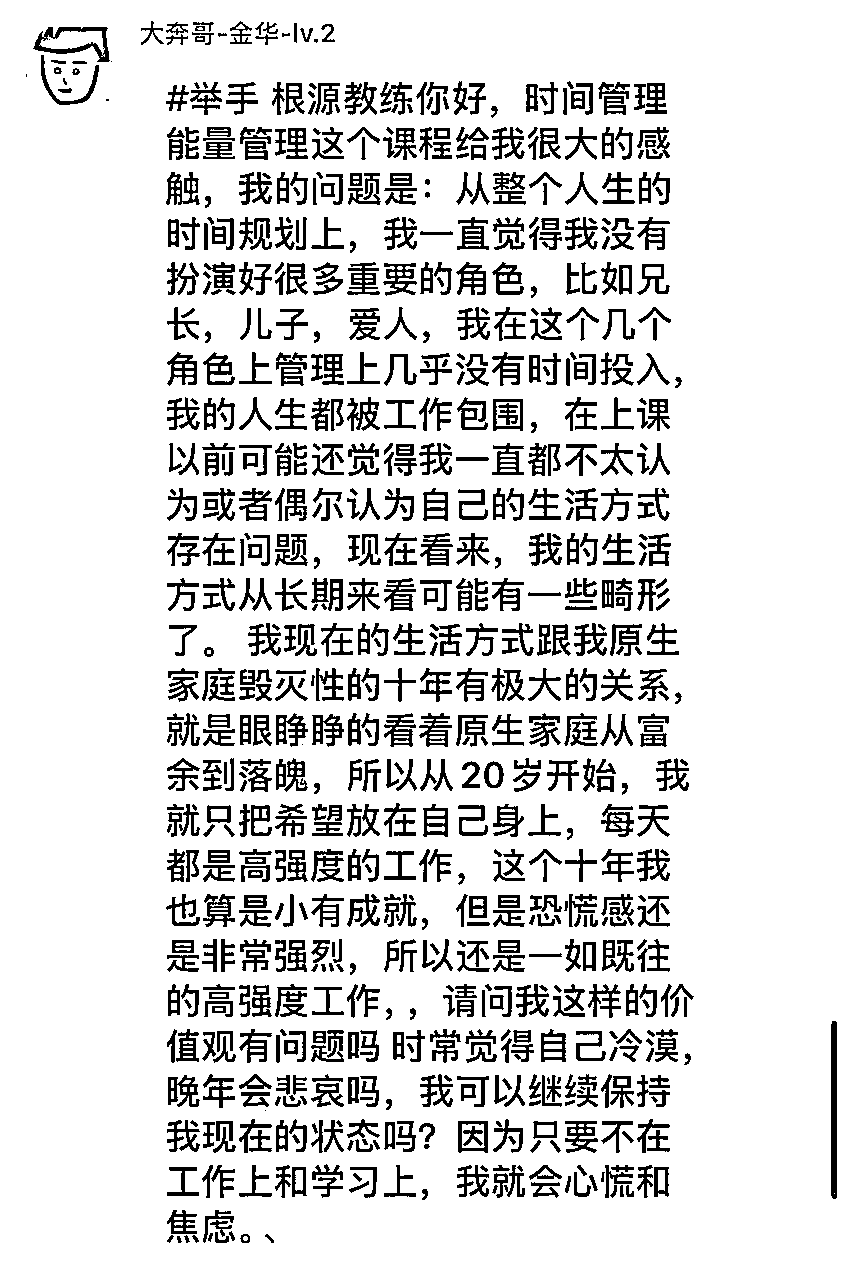 大奔哥-金华-lv.2
#举手 根源教练你好，时间管理
能量管理这个课程给我很大的感
触，我的问题是：从整个人生的
时间规划上，我一直觉得我没有
扮演好很多重要的角色，比如兄
长，儿子，爱人，我在这个几个
角色上管理上几乎没有时间投入，
我的人生都被工作包围，在上课
以前可能还觉得我一直都不太认
为或者偶尔认为自己的生活方式
存在问题，现在看来，我的生活
方式从长期来看可能有一些畸形
了。 我现在的生活方式跟我原生
家庭毁灭性的十年有极大的关系，
就是眼睁睁的看着原生家庭从富
余到落魄，所以从20岁开始，我
就只把希望放在自己身上，每天
都是高强度的工作，这个十年我
也算是小有成就，但是恐慌感还
是非常强烈，所以还是一如既往
的高强度工作，，请问我这样的价
值观有问题吗 时常觉得自己冷漠，
晚年会悲哀吗，我可以继续保持
我现在的状态吗？因为只要不在
工作上和学习上，我就会心慌和
焦虑。、